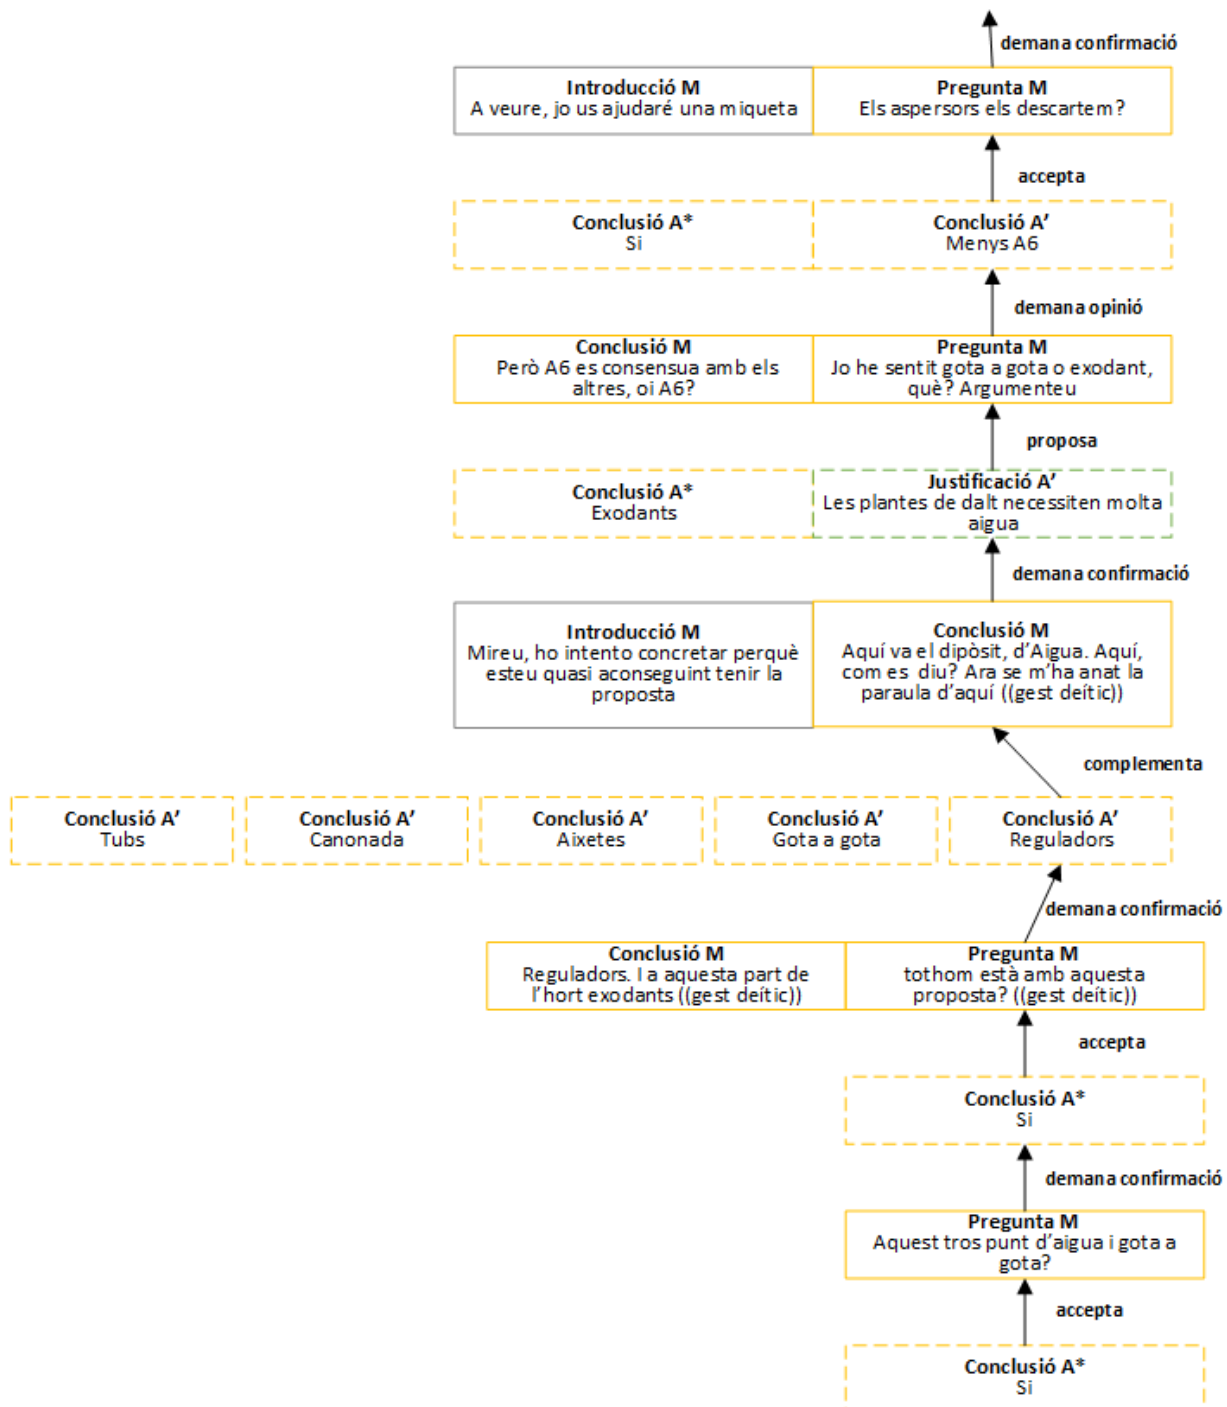 demana confirmació
Introducció M
A veure, jo us ajudaré una miqueta
Pregunta M
Els aspersors els descartem?
accepta
Conclusió A*
Si
Conclusió A’
Menys A6
demana opinió
Conclusió M
Però A6 es consensua amb els
altres, oi A6?
Pregunta M
Jo he sentit gota a gota o exodant,
què? Argumenteu
proposa
Conclusió A*
Exodants
Justificació A’
Les plantes de dalt necessiten molta
aigua
demana confirmació
Introducció M
Mireu, ho intento concretar perquè
esteu quasi aconseguint tenir la
proposta
Conclusió M
Aquí va el dipòsit, d’Aigua. Aquí,
com es diu? Ara se m’ha anat la
paraula d’aquí ((gest deític))
complementa
Conclusió A’
Tubs
Conclusió A’
Canonada
Conclusió A’
Aixetes
Conclusió A’
Gota a gota
Conclusió A’
Reguladors
demana confirmació
Conclusió M
Reguladors. I a aquesta part de
l’hort exodants ((gest deític))
Pregunta M
tothom està amb aquesta
proposta? ((gest deític))
accepta
Conclusió A*
Si
demana confirmació
Pregunta M
Aquest tros punt d’aigua i gota a
gota?
accepta
Conclusió A*
Si